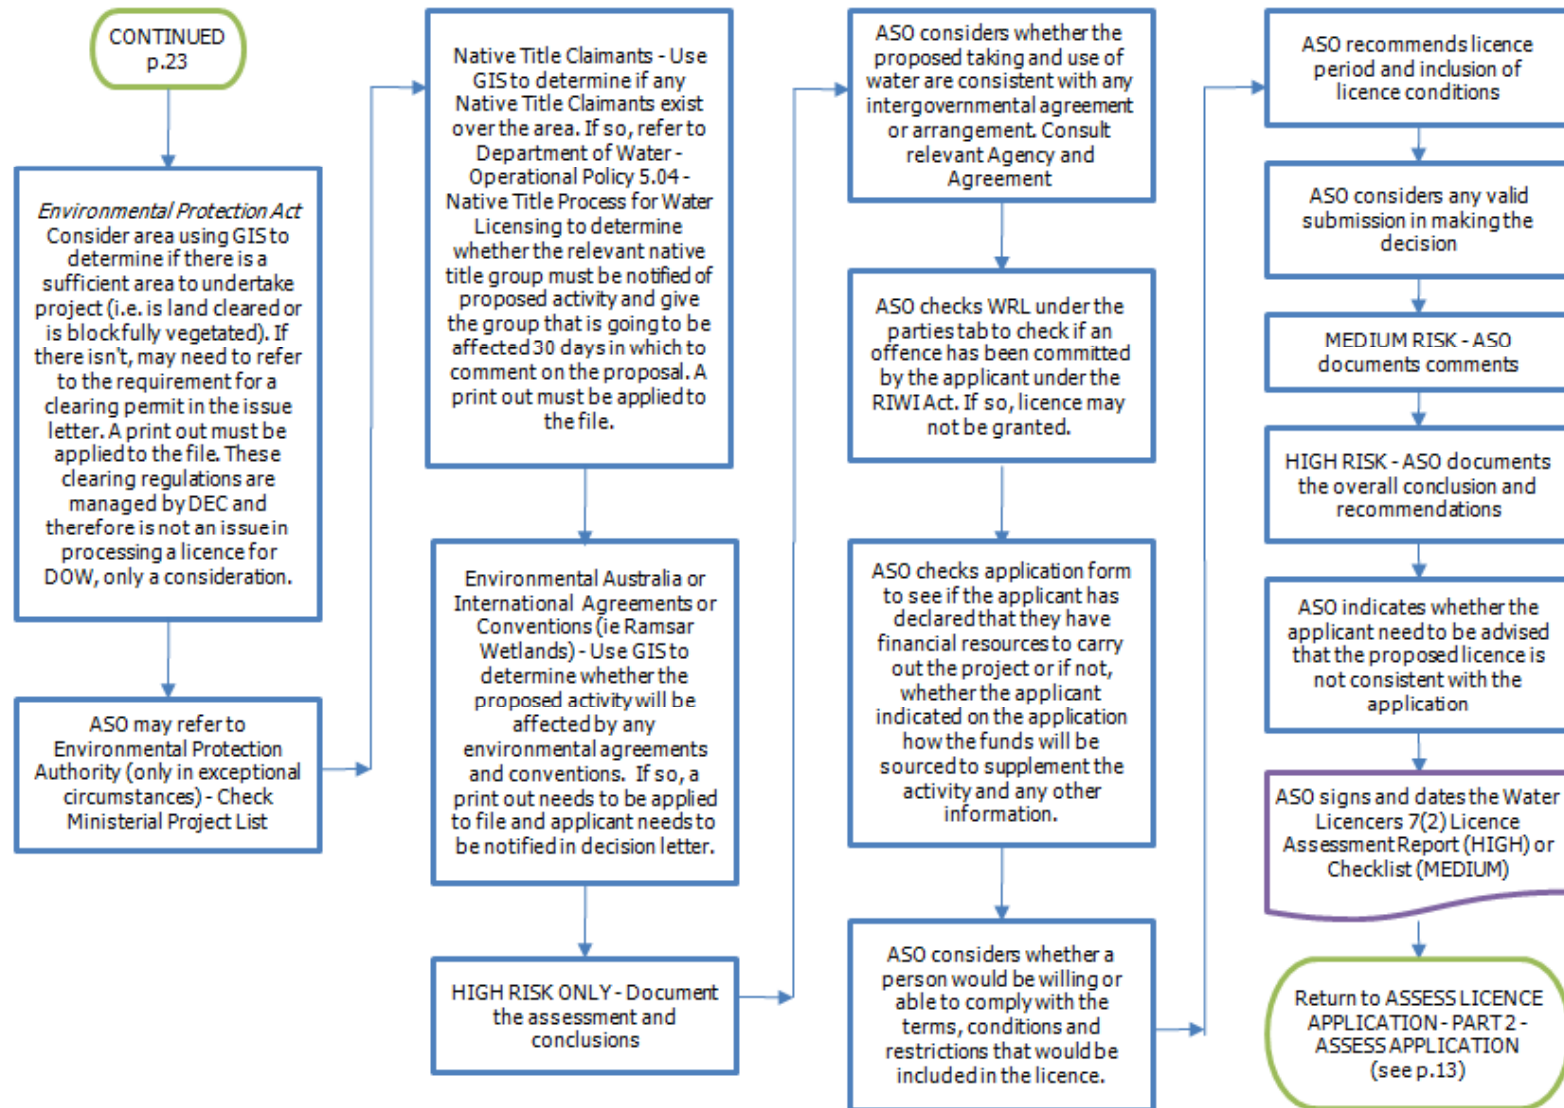 CONTINUED
p.23
Environmental Protection Act
Consider area using GIS to
determine if there is a
sufficient area to undertake
project (i.e. is land cleared or
is block fully vegetated). If
there isn't, may need to refer
to the requirement for a
clearing permit in the issue
letter. A print out must be
applied to the file. These
clearing regulations are
managed by DEC and
therefore is not an issue in
processing a licence for
DOW, only a consideration.
ASO may refer to
Environmental Protection
Authority (only in exceptional
circumstances) - Check
Ministerial Project List
Native Title Claimants - Use
GIS to determine if any
Native Title Claimants exist
over the area. If so, refer to
Department of Water -
Operational Policy 5.04 -
Native Title Process for Water
Licensing to determine
whether the relevant native
title group must be notified of
proposed activity and give
the group that is going to be
affected 30 days in which to
comment on the proposal. A
print out must be applied to
the file.
Environmental Australia or
International Agreements or
Conventions (ie Ramsar
Wetlands) - Use GIS to
determine whether the
proposed activity will be
affected by any
environmental agreements
and conventions. If so, a
print out needs to be applied
to file and applicant needs to
be notified in decision letter.
HIGH RISK ONLY - Document
the assessment and
conclusions
ASO considers whether the
proposed taking and use of
water are consistent with any
intergovernmental agreement
or arrangement. Consult
relevant Agency and
Agreement
ASO checks WRL under the
parties tab to check if an
offence has been committed
by the applicant under the
RIWI Act. If so, licence may
not be granted.
ASO checks application form
to see if the applicant has
declared that they have
financial resources to carry
out the project or if not,
whether the applicant
indicated on the application
how the funds will be
sourced to supplement the
activity and any other
information.
ASO considers whether a
person would be willing or
able to comply with the
terms, conditions and
restrictions that would be
included in the licence.
ASO recommends licence
period and inclusion of
licence conditions
ASO considers any valid
submission in making the
decision
MEDIUM RISK - ASO
documents comments
HIGH RISK - ASO documents
the overall conclusion and
recommendations
ASO indicates whether the
applicant need to be advised
that the proposed licence is
not consistent with the
application
ASO signs and dates the Water
Licencers 7(2) Licence
Assessment Report (HIGH) or
Checklist (MEDIUM)
Return to ASSESS LICENCE
APPLICATION - PART 2 -
ASSESS APPLICATION
(see p.13)